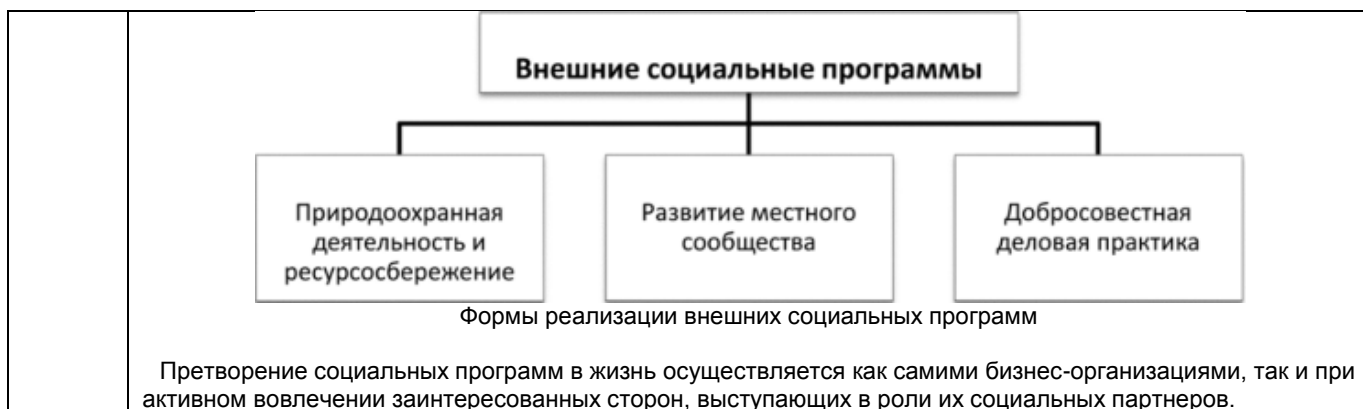 Внешние социальные программы
Природоохранная
деятельность и
ресурсосбережение
Развитие местного
сообщества
Добросовестная
деловая практика
Формы реализации внешних социальных программ
Претворение социальных программ в жизнь осуществляется как самими бизнес-организациями, так и при
активном вовлечении заинтересованных сторон, выступающих в роли их социальных партнеров.